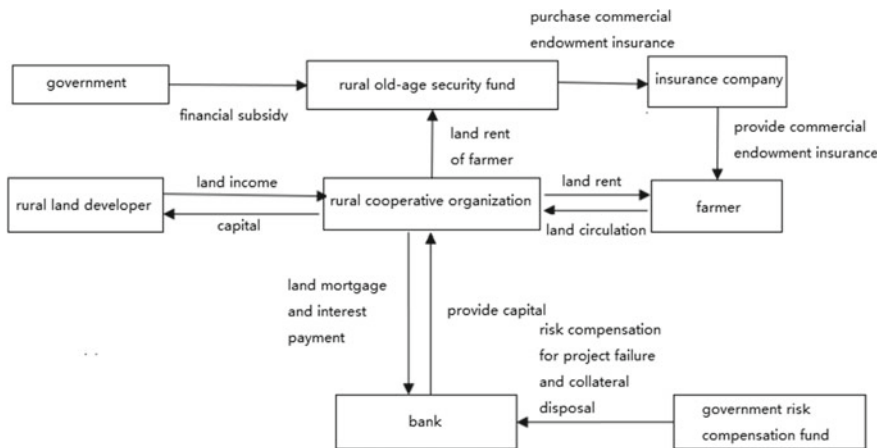 purchase commercial
endowment insurance
government
rural old-age security fund
insurance company
financial subsidy
land rent
of farmer
provide commercial
endowment insurance
land income
land rent
rural land developer
rural cooperative organization
farmer
capital
land circulation
land mortgage
and interest
payment
provide capital
risk compensation
for project failure
and collateral
disposal
bank
government risk
compensation fund